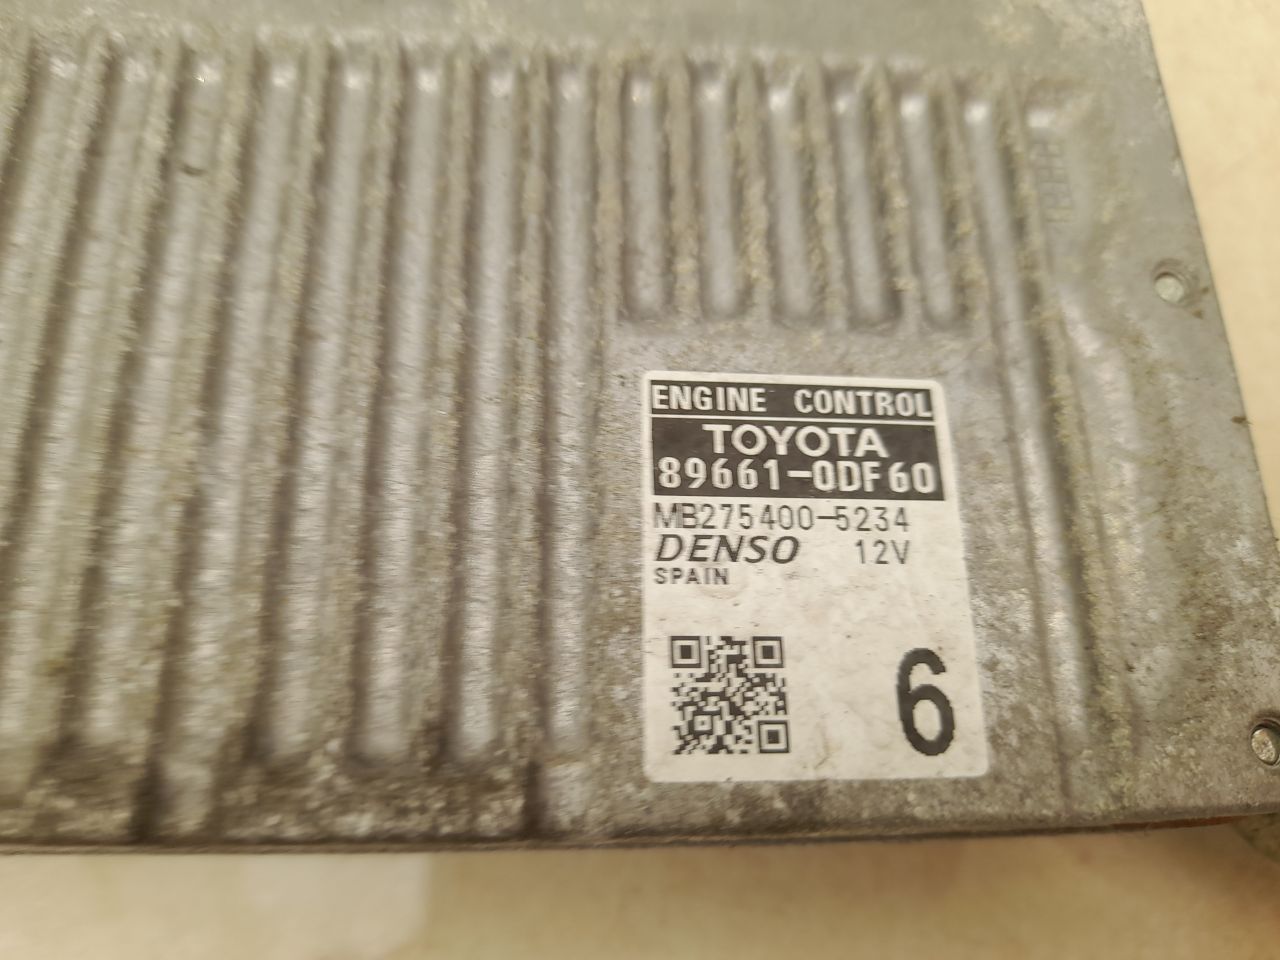 ENGINE CONTROL
TOYOTA
89661-0DF60
MB275400-5234
DENSO 12V
SPAIN
6